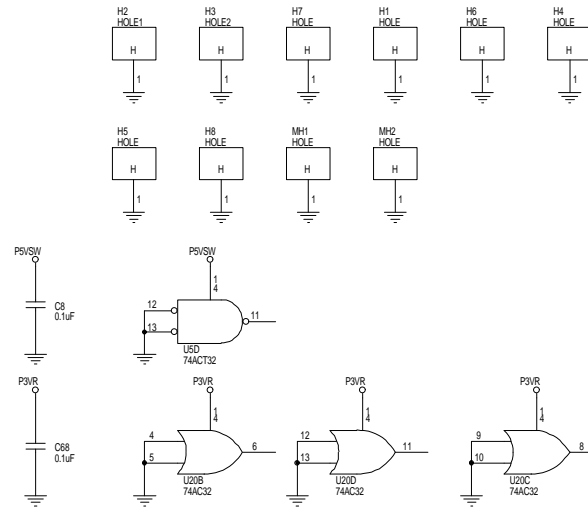 H2 H3 H7 H1 H6 H4
HOLE1 HOLE2 HOLE HOLE HOLE HOLE
H H H H H H
1 1 1 1 1 1
H5 H8 MH1 MH2
HOLE HOLE HOLE HOLE
H H H H
1 1 1 1
P5VSW P5VSW
1
4
12 11
C8
0.1uF
13
U5D
74ACT32
P3VR P3VR P3VR P3VR
1 1 1
4 4 4
4 6 12 11 9 8
C68
0.1uF
5 13 10
U20B U20D U20C
74AC32 74AC32 74AC32